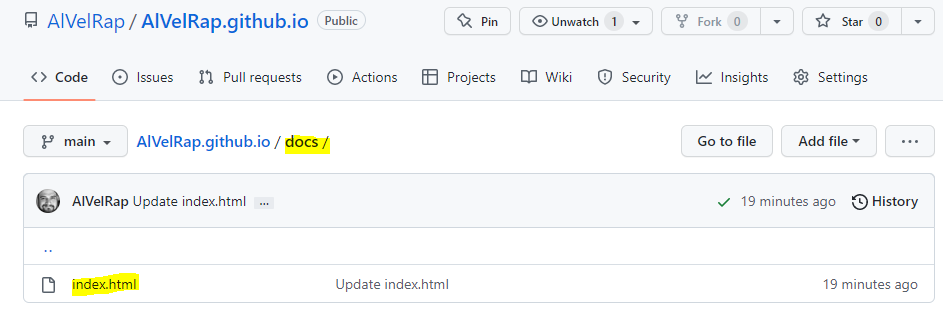 AlVelRap / AlVelRap.github.io Public Pin Unwatch 1 Fork 0 Star 0
Code Issues Pull requests Actions Projects Wiki Security Insights Settings
main AlVelRap.github.io / docs / Go to file Add file ...
AlVelRap Update index.html ... 19 minutes ago History
..
index.html Update index.html 19 minutes ago